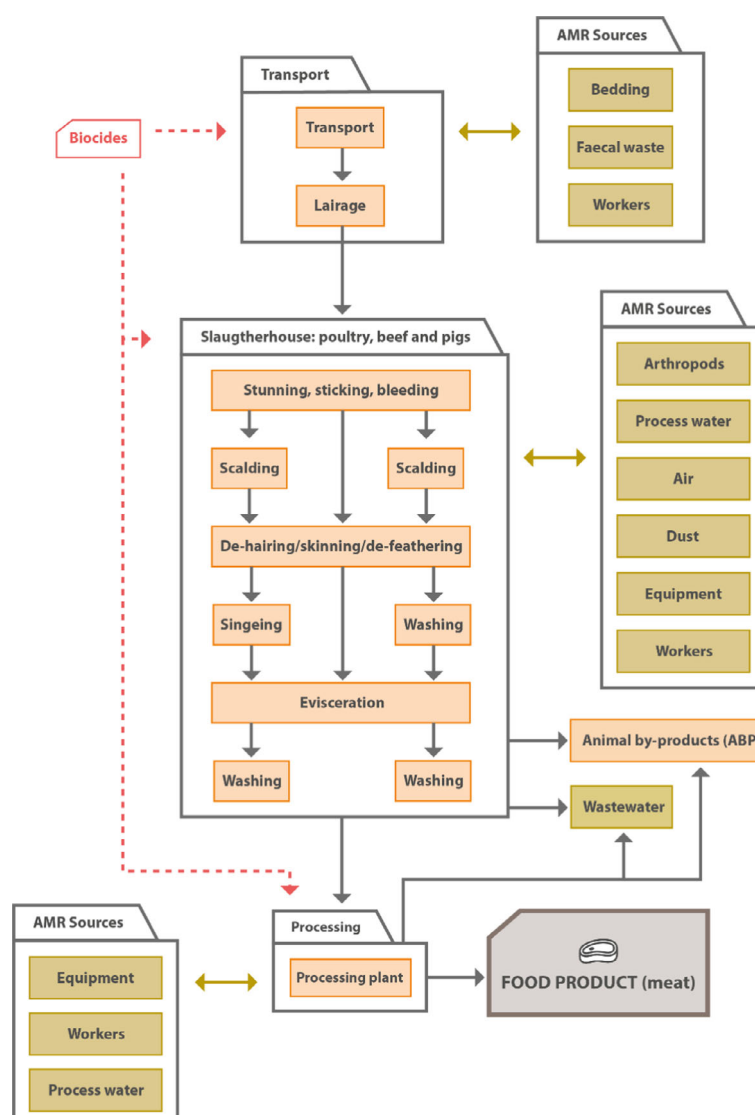 AMR Sources
Transport
Bedding
Biocides
Transport
Faecal waste
Lairage
Workers
AMR Sources
Slaugtherhouse: poultry, beef and pigs
Arthropods
Stunning, sticking, bleeding
Process water
Scalding
Scalding
Air
De-hairing/skinning/de-feathering
Dust
Equipment
Singeing
Washing
Workers
Evisceration
Animal by-products (ABP
Washing
Washing
Wastewater
AMR Sources
Processing
Equipment
Processing plant
FOOD PRODUCT (meat)
Workers
Process water